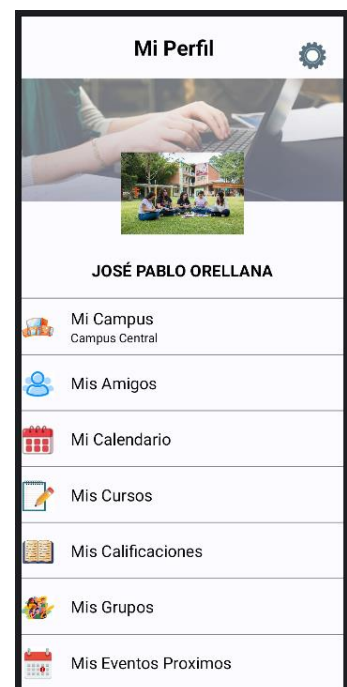 Mi Perfil
JOSÉ PABLO ORELLANA
Mi Campus
Campus Central
Mis Amigos
Mi Calendario
Mis Cursos
Mis Calificaciones
Mis Grupos
Mis Eventos Proximos